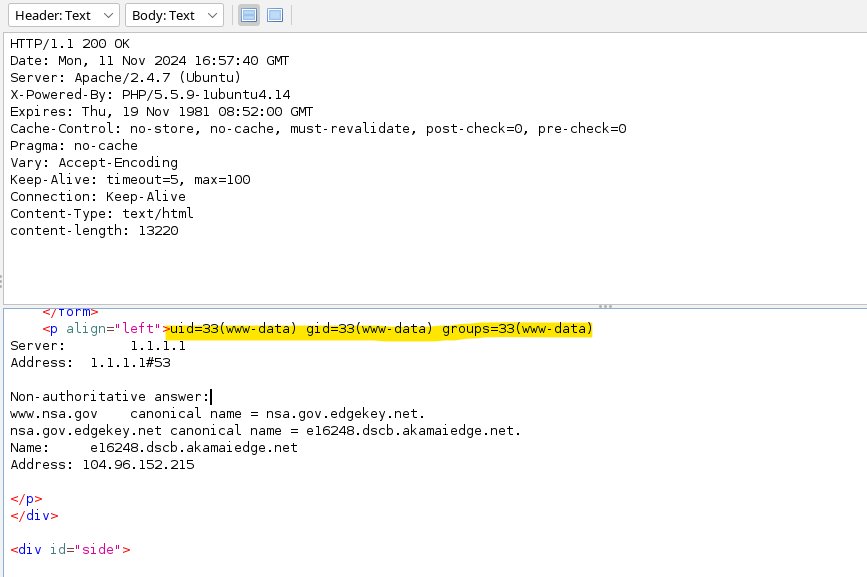 Header: Text Body: Text
HTTP/1.1 200 OK
Date: Mon, 11 Nov 2024 16:57:40 GMT
Server: Apache/2.4.7 (Ubuntu)
X-Powered-By: PHP/5.5.9-1ubuntu4.14
Expires: Thu, 19 Nov 1981 08:52:00 GMT
Cache-Control: no-store, no-cache, must-revalidate, post-check=0, pre-check=0
Pragma: no-cache
Vary: Accept-Encoding
Keep-Alive: timeout=5, max=100
Connection: Keep-Alive
Content-Type: text/html
content-length: 13220
</form>
<p align="left">uid=33(www-data) gid=33(www-data) groups=33(www-data)
Server: 1.1.1.1
Address: 1.1.1.1#53
Non-authoritative answer:
www.nsa.gov canonical name = nsa.gov.edgekey.net.
nsa.gov.edgekey.net canonical name = e16248.dscb.akamaiedge.net.
Name: e16248.dscb.akamaiedge.net
Address: 104.96.152.215
</p>
</div>
<div id="side">